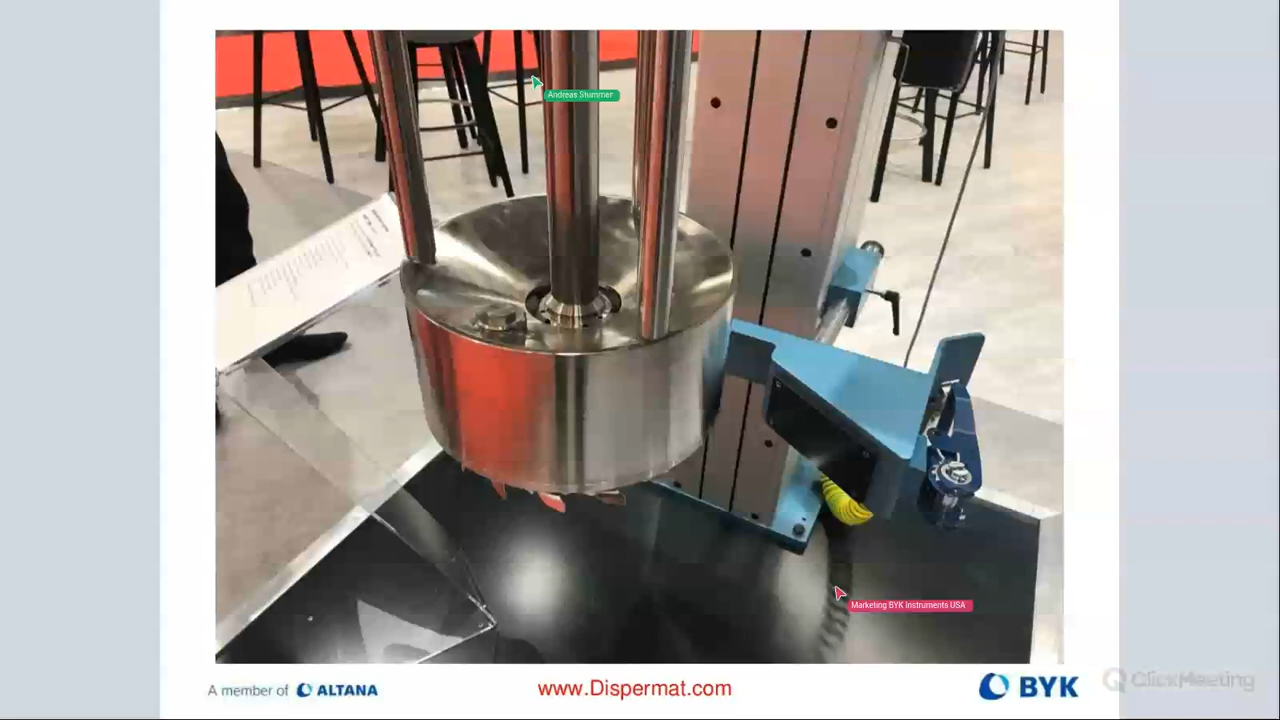 Andreas Stummer
Marketing BYK Instruments USA
A member of ALTANA
www.Dispermat.com
BYK
ClickMeeting